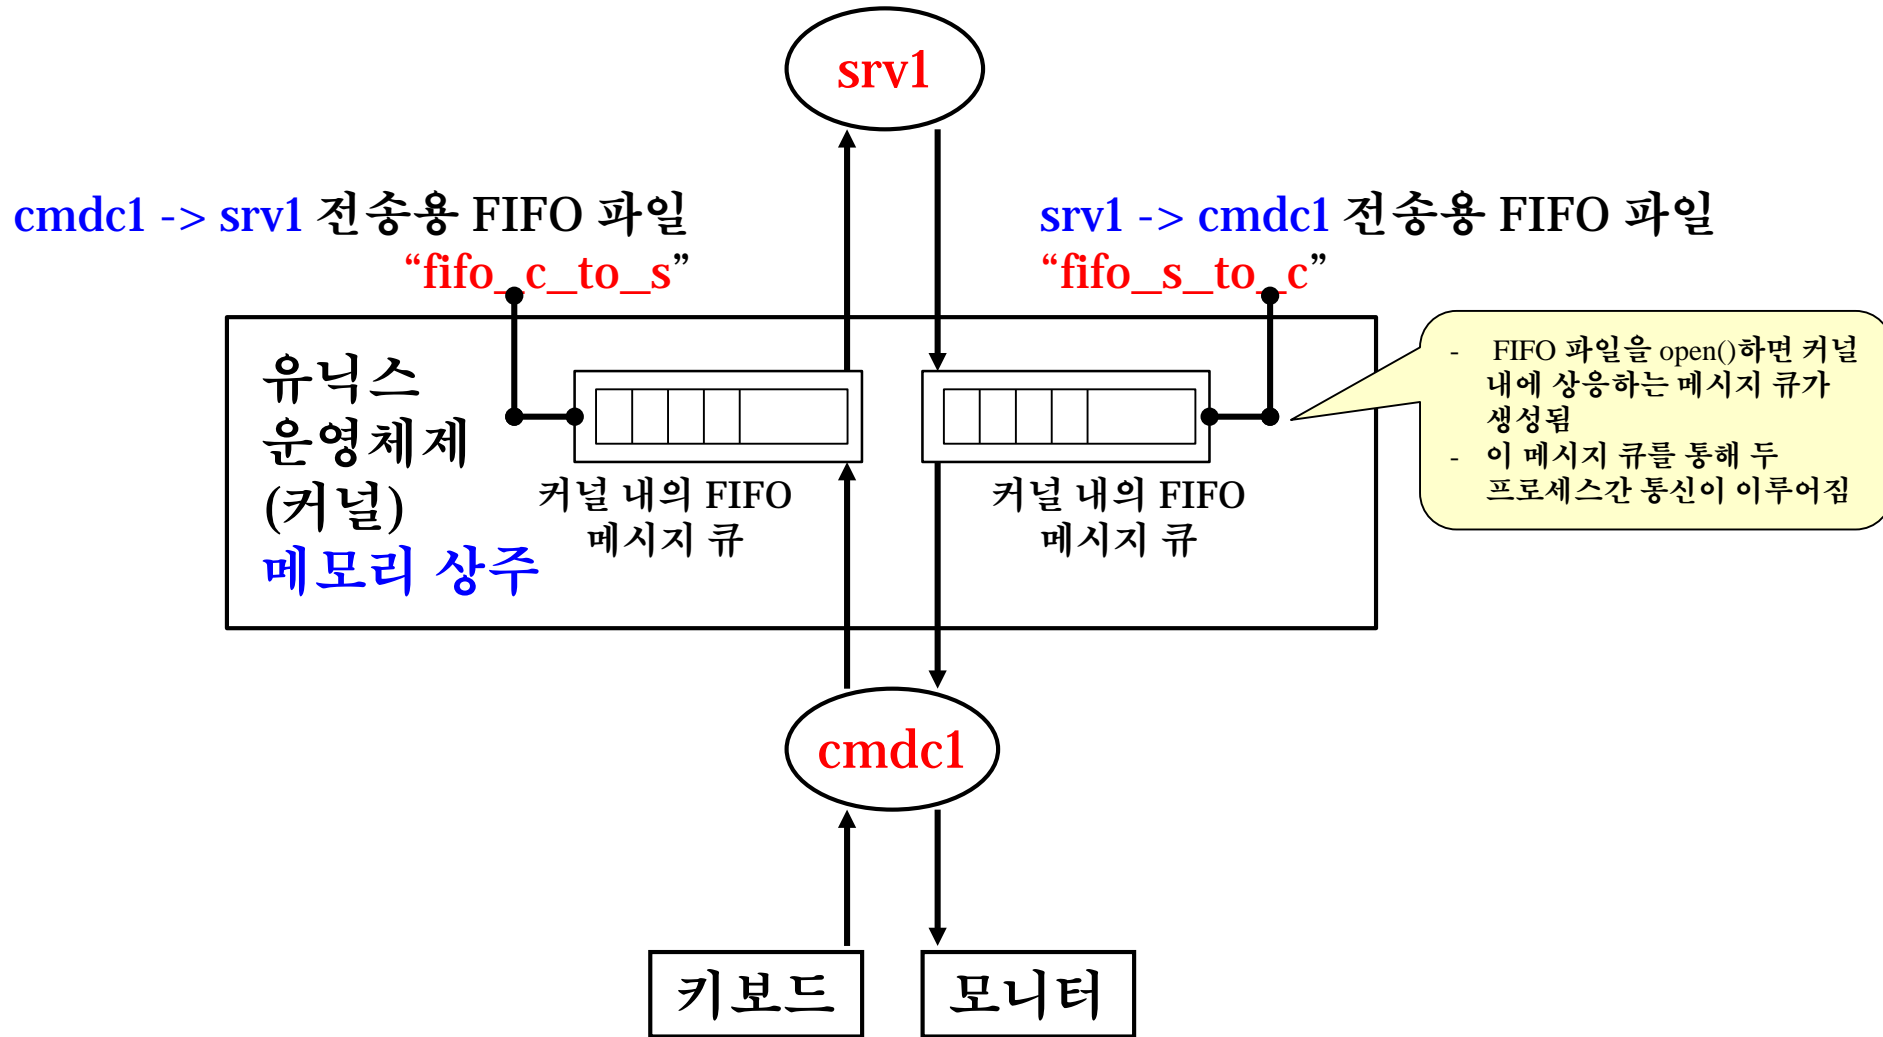 srv1
cmdc1 -> srv1 전송용 FIFO 파일
“fifo_c_to_s”
srv1 -> cmdc1 전송용 FIFO 파일
“fifo_s_to_c”
유닉스
운영체제
(커널)
메모리 상주
커널 내의 FIFO
메시지 큐
커널 내의 FIFO
메시지 큐
- FIFO 파일을 open()하면 커널
내에 상응하는 메시지 큐가
생성됨
- 이 메시지 큐를 통해 두
프로세스간 통신이 이루어짐
cmdc1
키보드
모니터